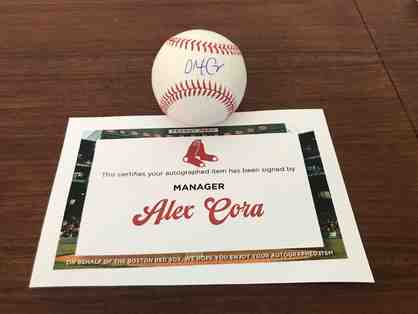 FENWAY PARK
This certifies your autographed item has been signed by
MANAGER
Alex Cora
ON BEHALF OF THE BOSTON RED SOX, WE HOPE YOU ENJOY YOUR AUTOGRAPHED ITEM